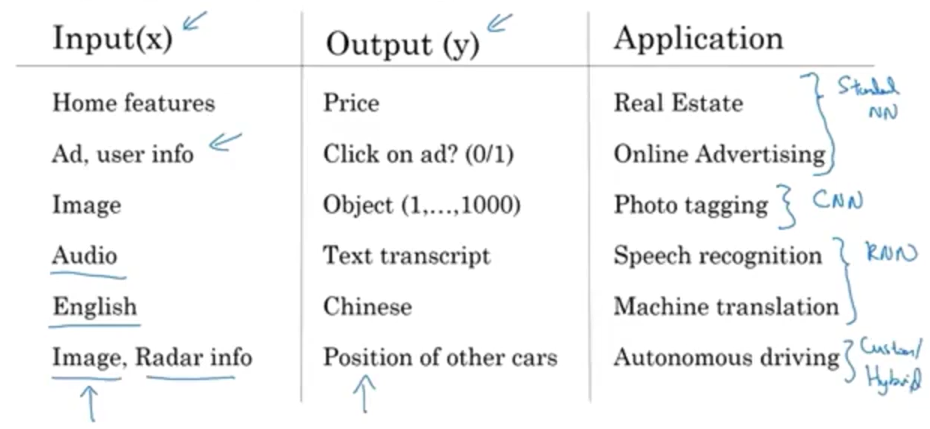 Input(x) Output (y) Application
Home features Price Real Estate
Standard
NN
Ad, user info Click on ad? (0/1) Online Advertising
Image Object (1,...,1000) Photo tagging CNN
Audio Text transcript Speech recognition RNN
English Chinese Machine translation
Image, Radar info Position of other cars Autonomous driving Custom/
Hybrid